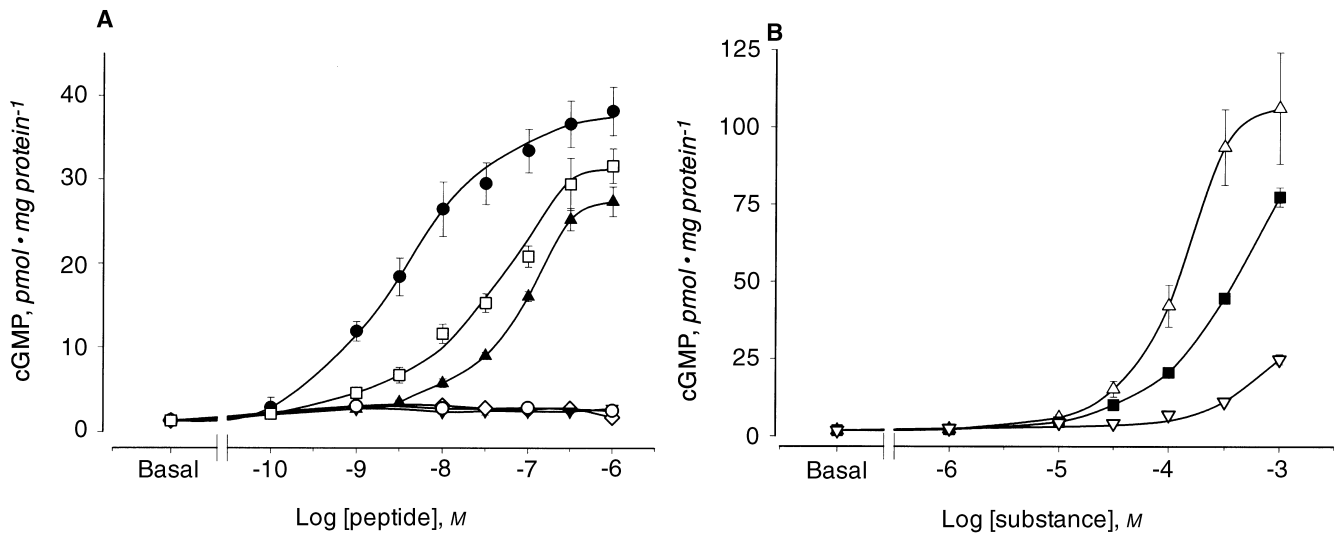 A
cGMP, pmol • mg protein-1
40
30
20
10
0
Basal -10 -9 -8 -7 -6
Log [peptide], M
B
cGMP, pmol • mg protein-1
125
100
75
50
25
0
Basal -6 -5 -4 -3
Log [substance], M